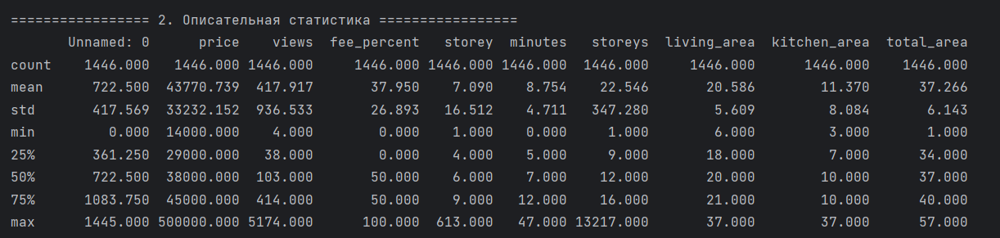 ================= 2. Описательная статистика =================
Unnamed: 0 price views fee_percent storey minutes storeys living_area kitchen_area total_area
count 1446.000 1446.000 1446.000 1446.000 1446.000 1446.000 1446.000 1446.000 1446.000 1446.000
mean 722.500 43770.739 417.917 37.950 7.090 8.754 22.546 20.586 11.370 37.266
std 417.569 33232.152 936.533 26.893 16.512 4.711 347.280 5.609 8.084 6.143
min 0.000 14000.000 4.000 0.000 1.000 0.000 1.000 6.000 3.000 1.000
25% 361.250 29000.000 38.000 0.000 4.000 5.000 9.000 18.000 7.000 34.000
50% 722.500 38000.000 103.000 50.000 6.000 7.000 12.000 20.000 10.000 37.000
75% 1083.750 45000.000 414.000 50.000 9.000 12.000 16.000 21.000 10.000 40.000
max 1445.000 500000.000 5174.000 100.000 613.000 47.000 13217.000 37.000 37.000 57.000